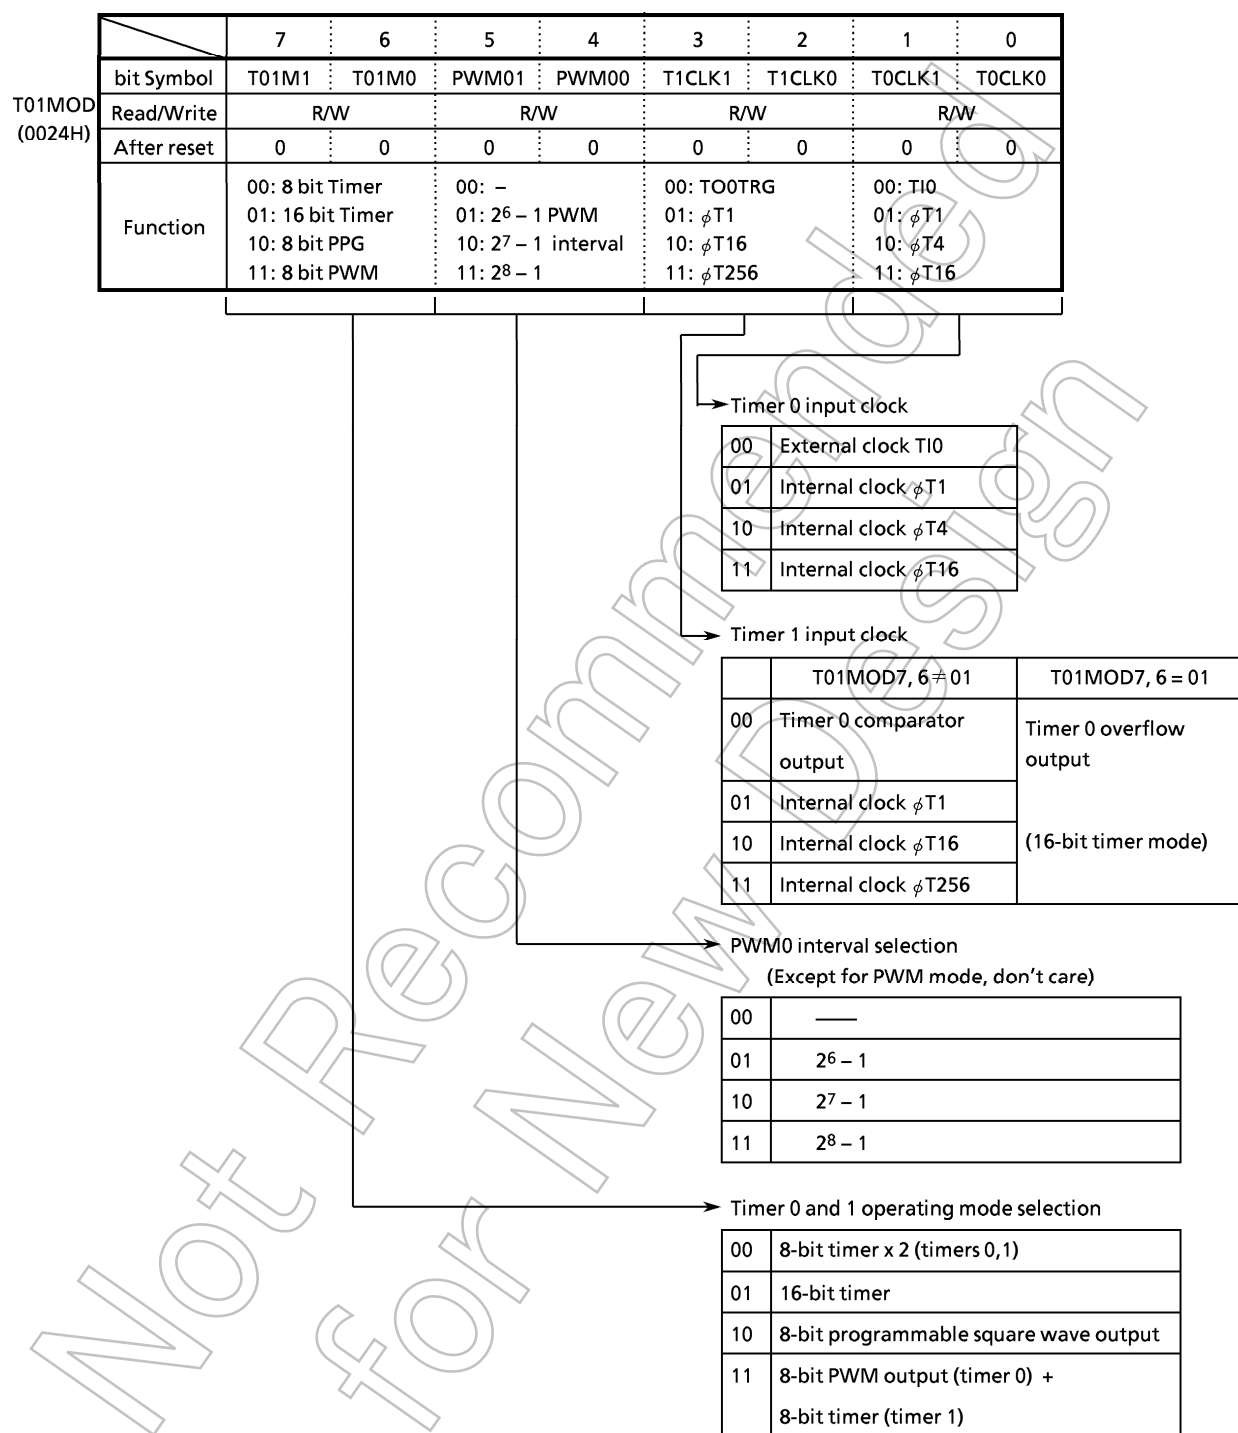 7 6 5 4 3 2 1 0
bit Symbol T01M1 T01M0 PWM01 PWM00 T1CLK1 T1CLK0 T0CLK1 T0CLK0
T01MOD
(0024H)
Read/Write R/W R/W R/W R/W
After reset 0 0 0 0 0 0 0 0
Function
00: 8 bit Timer 00: – 00: TO0TRG 00: TI0
01: 16 bit Timer 01: 2⁶ – 1 PWM 01: ϕT1 01: ϕT1
10: 8 bit PPG 10: 2⁷ – 1 interval 10: ϕT16 10: ϕT4
11: 8 bit PWM 11: 2⁸ – 1 11: ϕT256 11: ϕT16
Timer 0 input clock
00 External clock TI0
01 Internal clock ϕT1
10 Internal clock ϕT4
11 Internal clock ϕT16
Timer 1 input clock
T01MOD7, 6≠01 T01MOD7, 6 = 01
00 Timer 0 comparator
output
01 Internal clock ϕT1
10 Internal clock ϕT16
11 Internal clock ϕT256
Timer 0 overflow
output
(16-bit timer mode)
PWM0 interval selection
(Except for PWM mode, don't care)
00 ——
01 2⁶ – 1
10 2⁷ – 1
11 2⁸ – 1
Timer 0 and 1 operating mode selection
00 8-bit timer x 2 (timers 0,1)
01 16-bit timer
10 8-bit programmable square wave output
11 8-bit PWM output (timer 0) +
8-bit timer (timer 1)
Not Recommended
for New Design